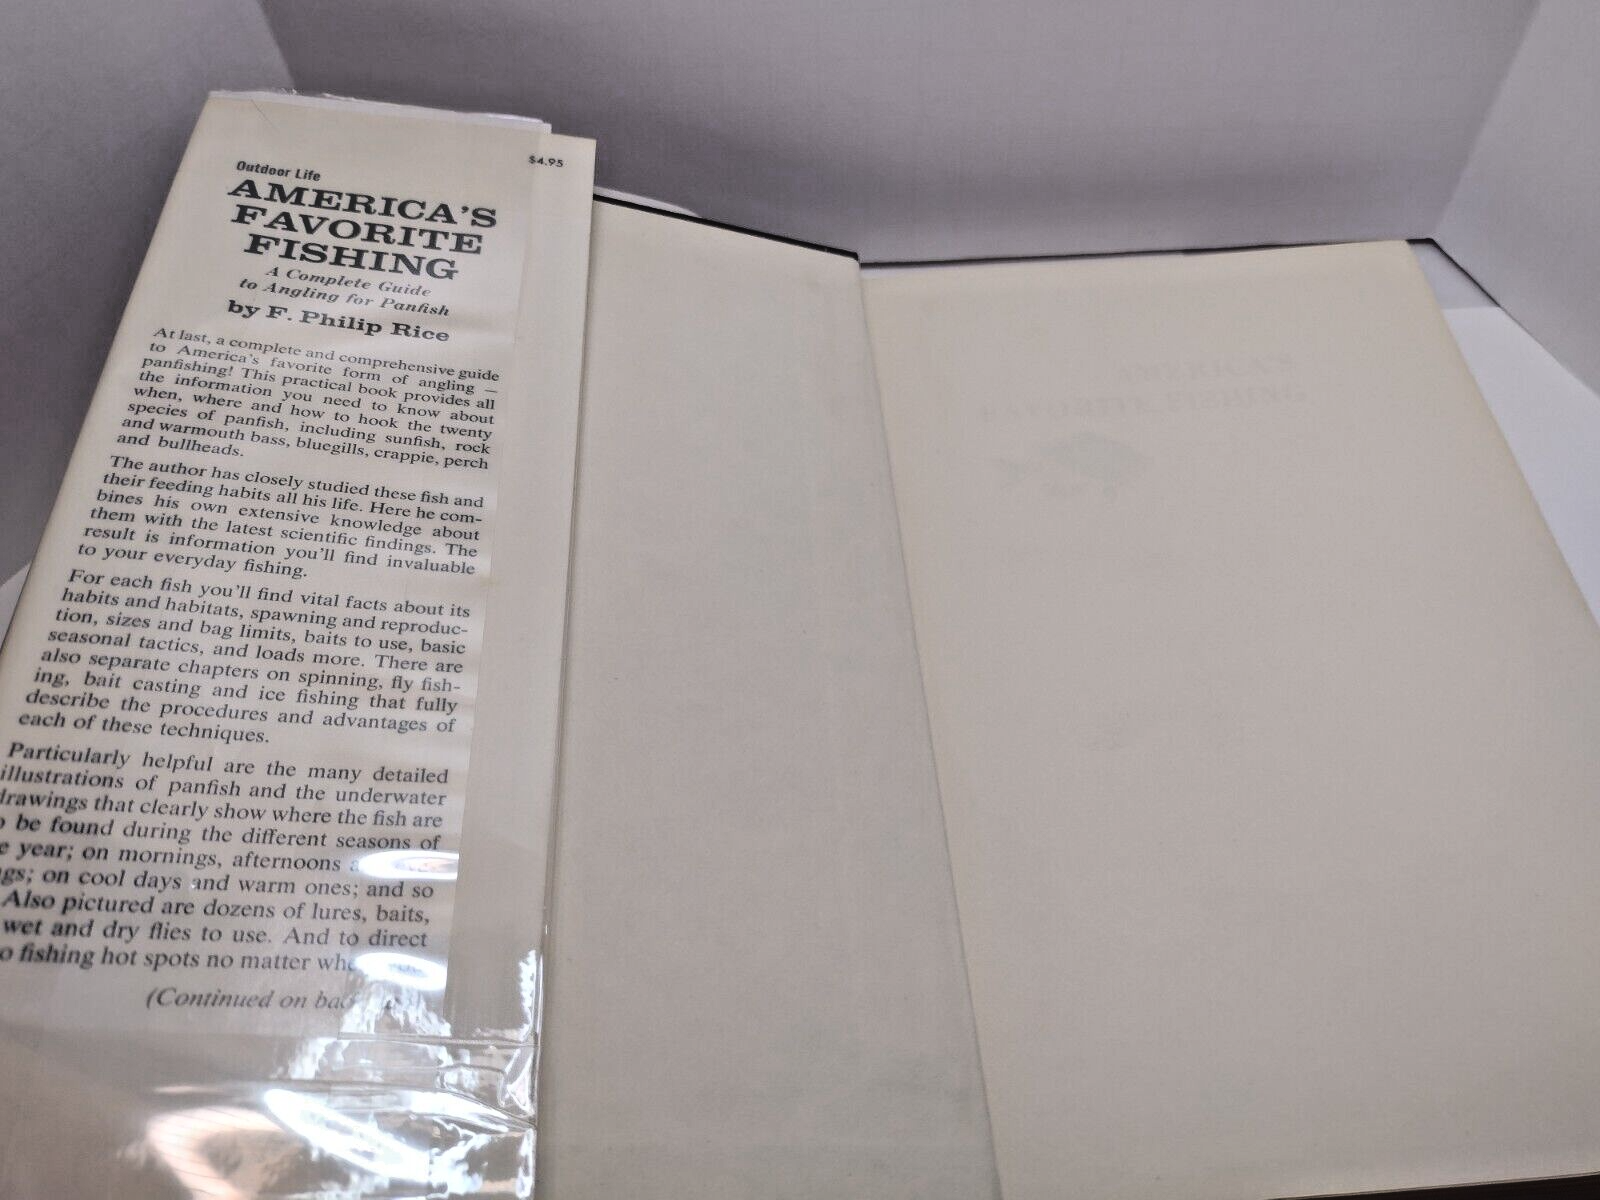 $4.95
Outdoor Life
AMERICA'S
FAVORITE
FISHING
A Complete Guide
to Angling for Panfish
by F. Philip Rice
At last, a complete and comprehensive guide
to America's favorite form of angling —
panfishing! This practical book provides all
the information you need to know about
when, where and how to hook the twenty
species of panfish, including sunfish, rock
and warmouth bass, bluegills, crappie, perch
and bullheads.
The author has closely studied these fish and
their feeding habits all his life. Here he com-
bines his own extensive knowledge about
them with the latest scientific findings. The
result is information you'll find invaluable
to your everyday fishing.
For each fish you'll find vital facts about its
habits and habitats, spawning and reproduc-
tion, sizes and bag limits, baits to use, basic
seasonal tactics, and loads more. There are
also separate chapters on spinning, fly fish-
ing, bait casting and ice fishing that fully
describe the procedures and advantages of
each of these techniques.
Particularly helpful are the many detailed
illustrations of panfish and the underwater
drawings that clearly show where the fish are
be found during the different seasons of
year; on mornings, afternoons
on cool days and warm ones; and so
Also pictured are dozens of lures, baits,
wet and dry flies to use. And to direct
fishing hot spots no matter
(Continued on